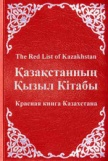 The Red List of Kazakhstan
Қазақстанның
Қызыл Кітабы
Красная книга Казахстана